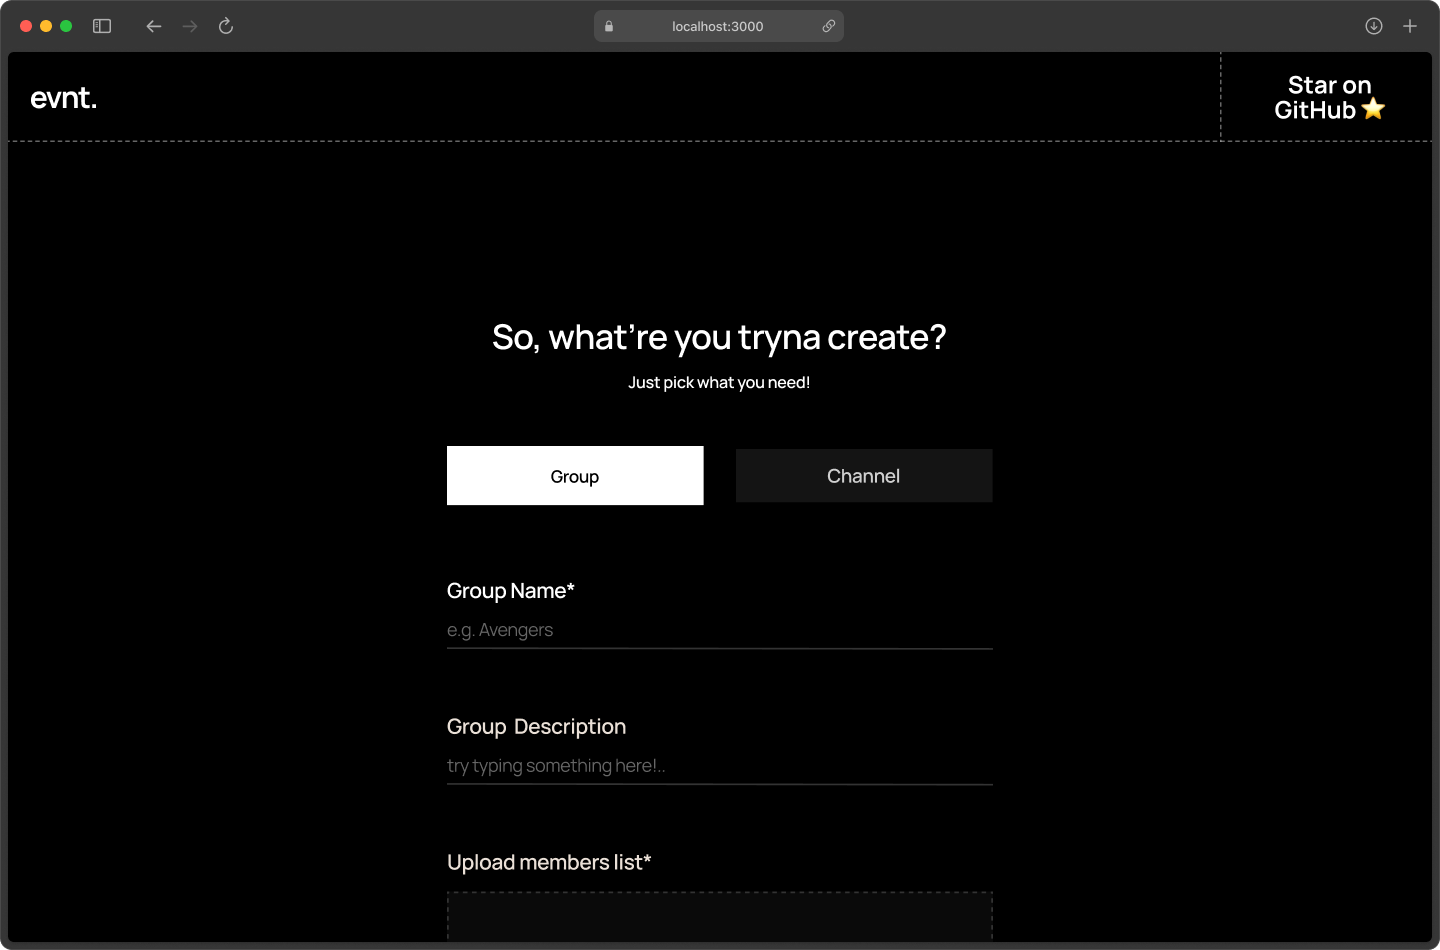 localhost:3000
evnt.
Star on
GitHub ⭐
So, what’re you tryna create?
Just pick what you need!
Group
Channel
Group Name*
e.g. Avengers
Group Description
try typing something here!..
Upload members list*